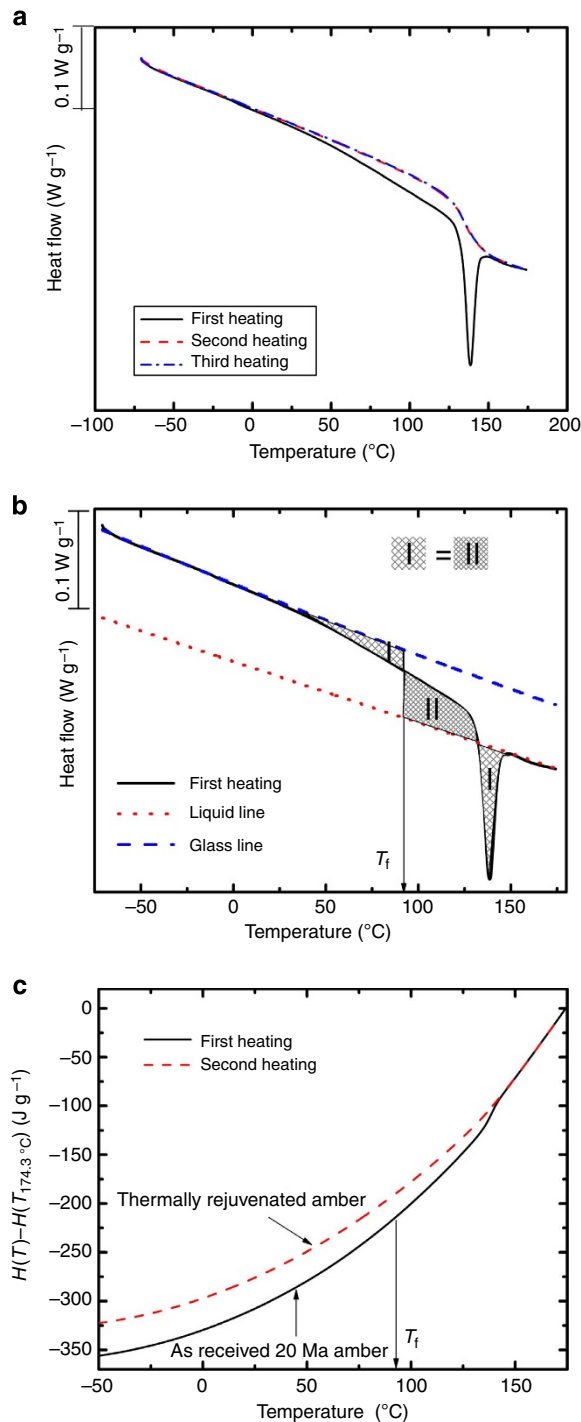 a
0.1 W g–1
Heat flow (W g–1)
First heating
Second heating
Third heating
–100 –50 0 50 100 150 200
Temperature (°C)
b
0.1 W g–1
I = II
I
II
I
Heat flow (W g–1)
First heating
Liquid line
Glass line
Tf
–50 0 50 100 150
Temperature (°C)
c
0
–50
–100
–150
–200
–250
–300
–350
H(T)–H(T174.3 °C) (J g–1)
First heating
Second heating
Thermally rejuvenated amber
As received 20 Ma amber
Tf
–50 0 50 100 150
Temperature (°C)